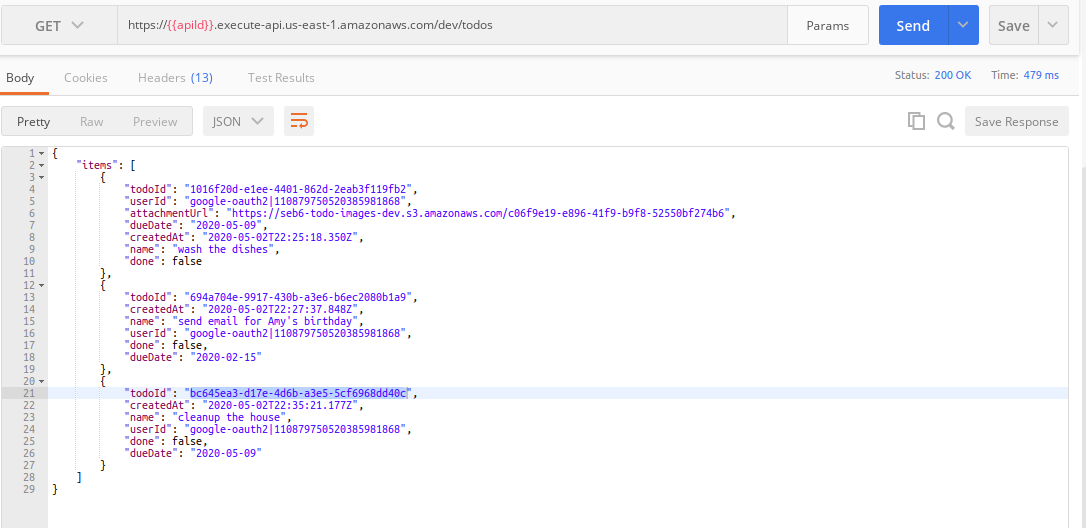 GET https://{{apiId}}.execute-api.us-east-1.amazonaws.com/dev/todos Params Send Save
Body Cookies Headers (13) Test Results Status: 200 OK Time: 479 ms
Pretty Raw Preview JSON Save Response
1 {
2 "items": [
3 {
4 "todoId": "1016f20d-e1ee-4401-862d-2eab3f119fb2",
5 "userId": "google-oauth2|110879750520385981868",
6 "attachmentUrl": "https://seb6-todo-images-dev.s3.amazonaws.com/c06f9e19-e896-41f9-b9f8-52550bf274b6",
7 "dueDate": "2020-05-09",
8 "createdAt": "2020-05-02T22:25:18.350Z",
9 "name": "wash the dishes",
10 "done": false
11 },
12 {
13 "todoId": "694a704e-9917-430b-a3e6-b6ec2080b1a9",
14 "createdAt": "2020-05-02T22:27:37.848Z",
15 "name": "send email for Amy's birthday",
16 "userId": "google-oauth2|110879750520385981868",
17 "done": false,
18 "dueDate": "2020-02-15"
19 },
20 {
21 "todoId": "bc645ea3-d17e-4d6b-a3e5-5cf6968dd40c",
22 "createdAt": "2020-05-02T22:35:21.177Z",
23 "name": "cleanup the house",
24 "userId": "google-oauth2|110879750520385981868",
25 "done": false,
26 "dueDate": "2020-05-09"
27 }
28 ]
29 }